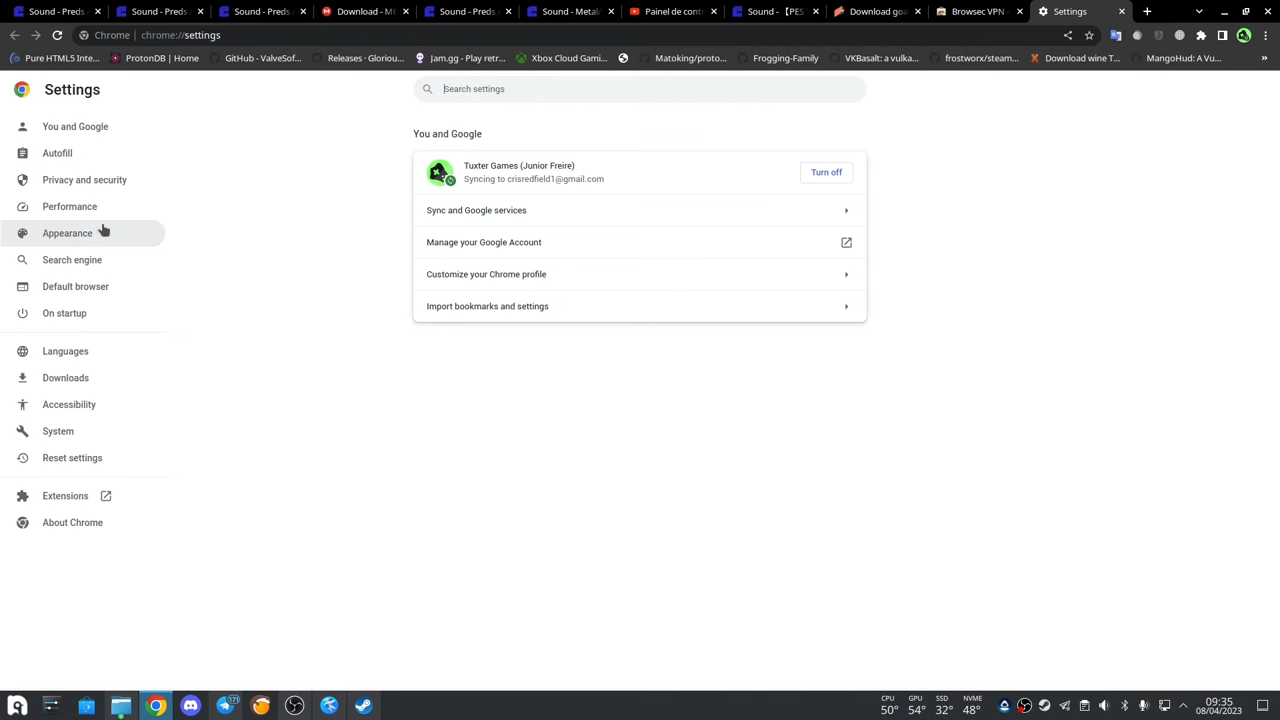 Sound - Preds
Sound - Preds
Sound - Preds
Download - M
Sound - Preds
Sound - Metal
Painel de cont
Sound - 【PES
Download goa
Browsec VPN -
Settings
Chrome | chrome://settings
Pure HTML5 Inte...
ProtonDB | Home
GitHub - ValveSof...
Releases · Gloriou...
Jam.gg - Play retr...
Xbox Cloud Gami...
Matoking/proto...
Frogging-Family
VKBasalt: a vulka...
frostworx/steam...
Download wine T...
MangoHud: A Vu...
»
Settings
Search settings
You and Google
Autofill
Privacy and security
Performance
Appearance
Search engine
Default browser
On startup
Languages
Downloads
Accessibility
System
Reset settings
Extensions
About Chrome
You and Google
Tuxter Games (Junior Freire)
Syncing to crisredfield1@gmail.com
Turn off
Sync and Google services
Manage your Google Account
Customize your Chrome profile
Import bookmarks and settings
171
CPU GPU SSD NVME
50° 54° 32° 48°
09:35
08/04/2023